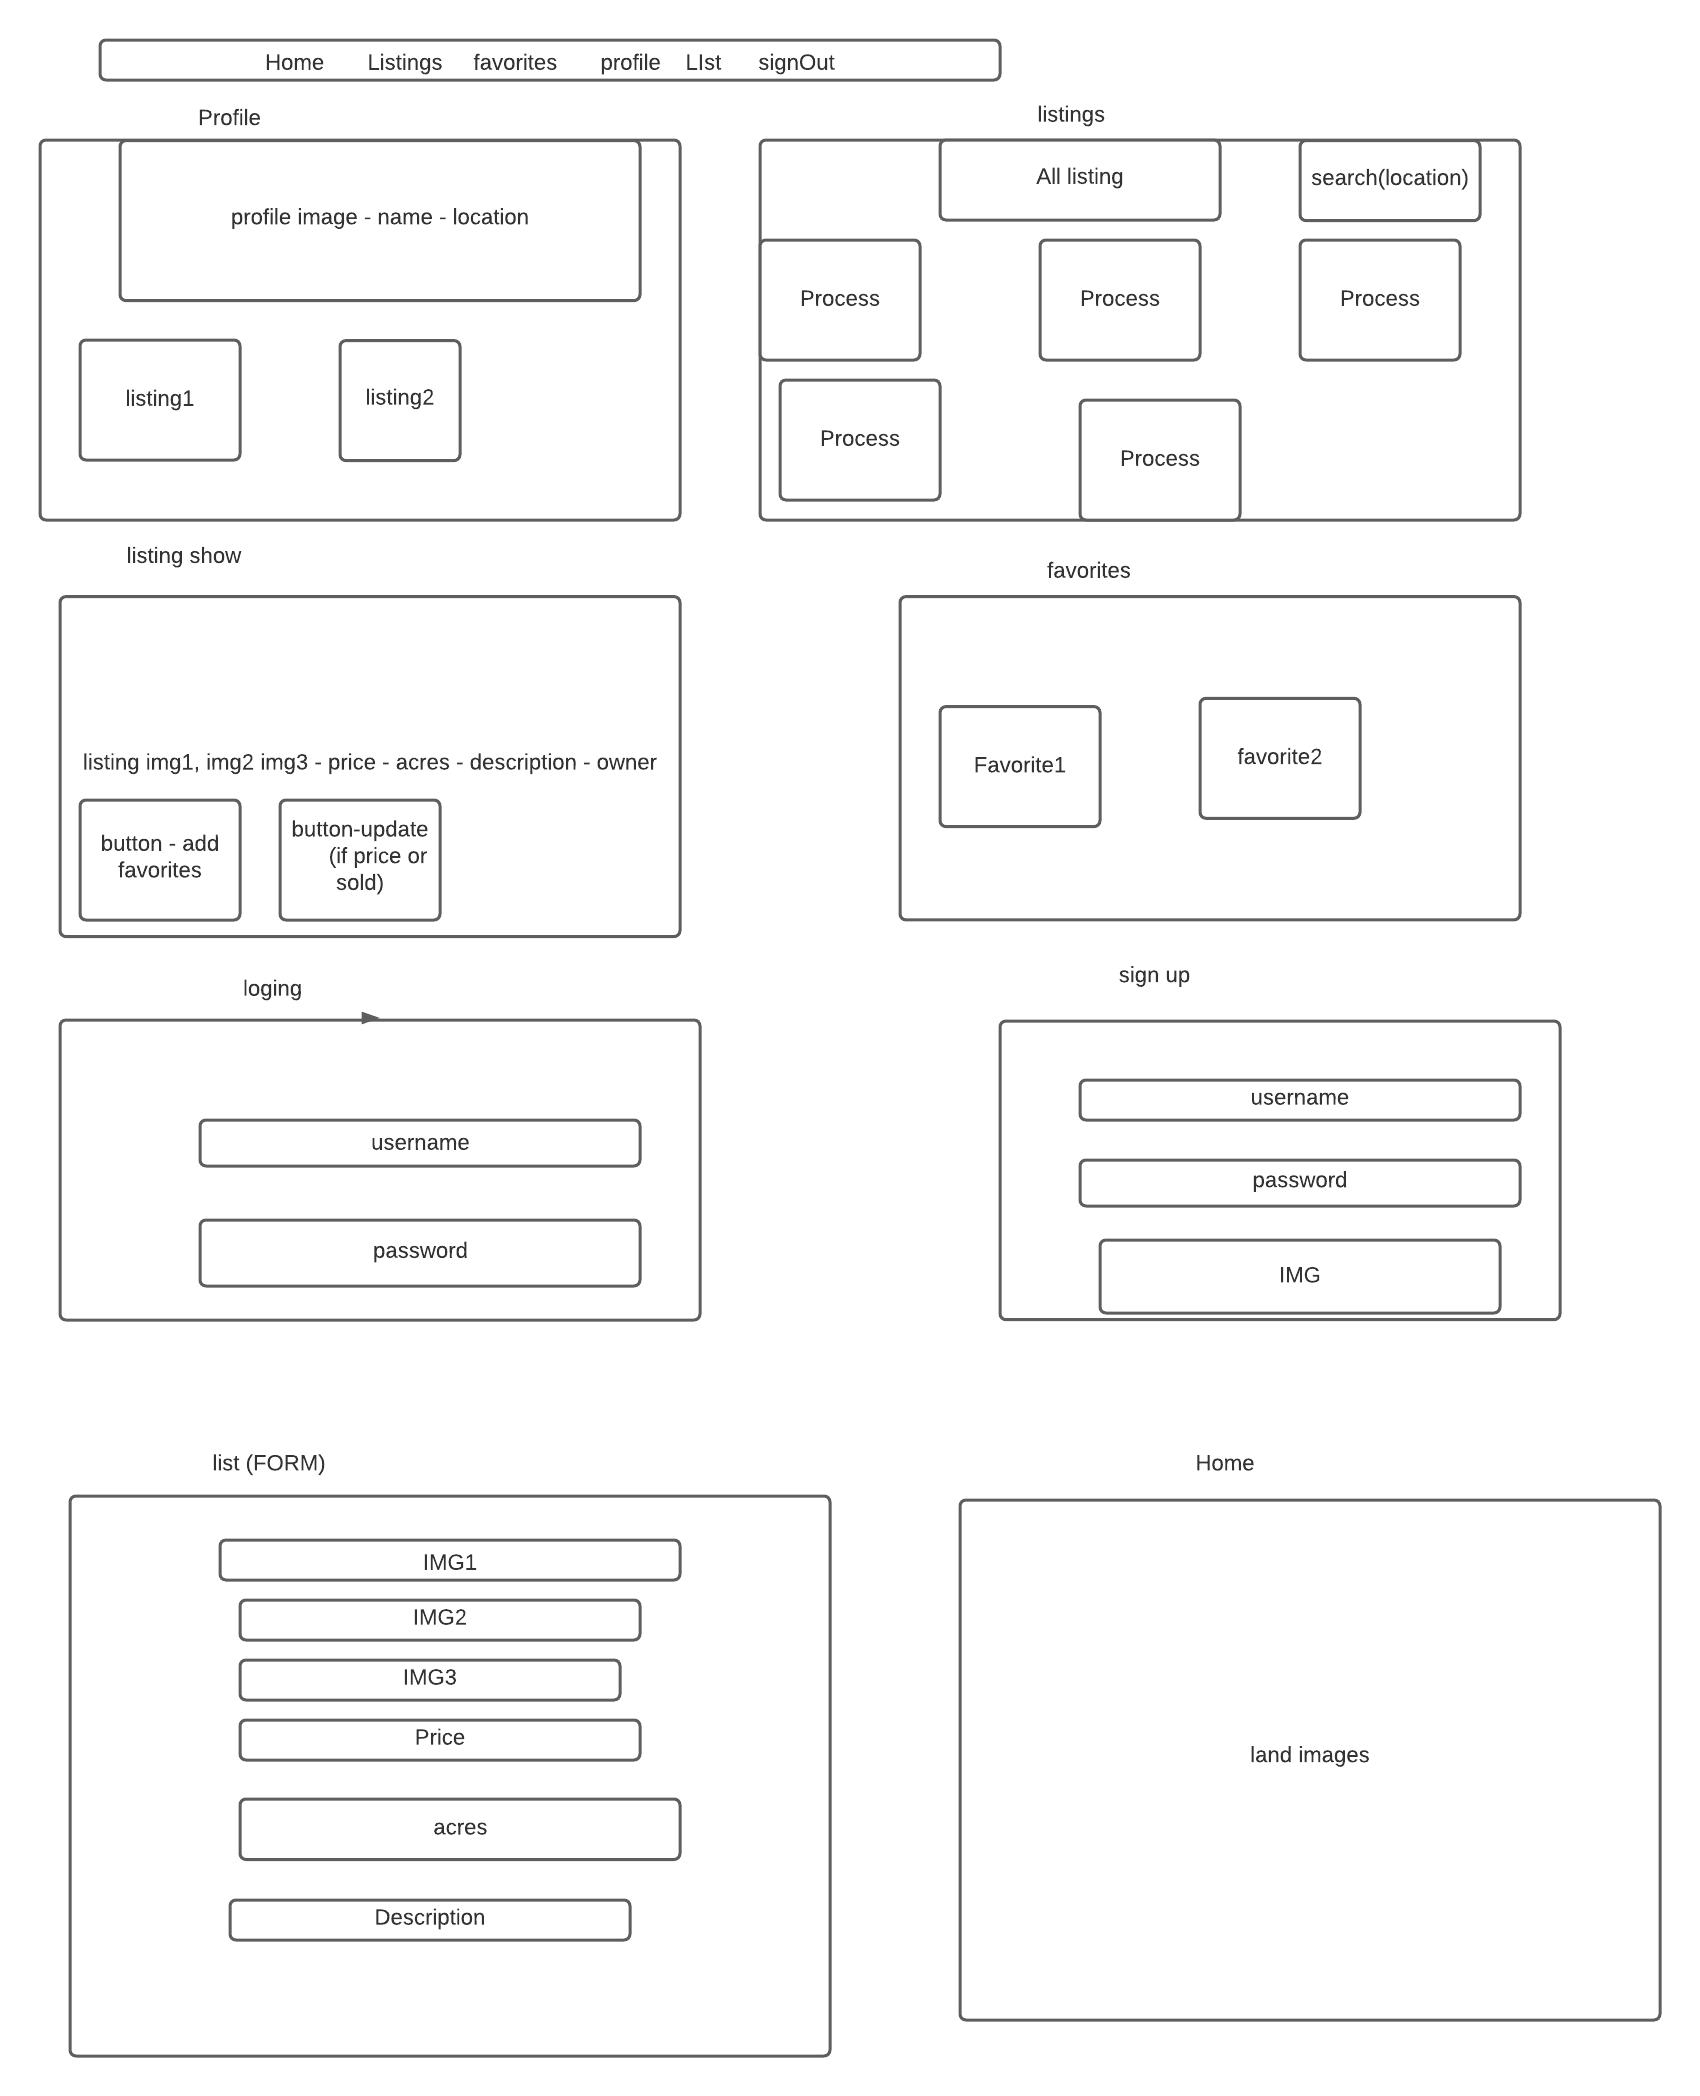 Home Listings favorites profile LIst signOut
Profile
profile image - name - location
listing1
listing2
listings
All listing
search(location)
Process
Process
Process
Process
Process
listing show
listing img1, img2 img3 - price - acres - description - owner
button - add
favorites
button-update
(if price or
sold)
favorites
Favorite1
favorite2
loging
username
password
sign up
username
password
IMG
list (FORM)
IMG1
IMG2
IMG3
Price
acres
Description
Home
land images